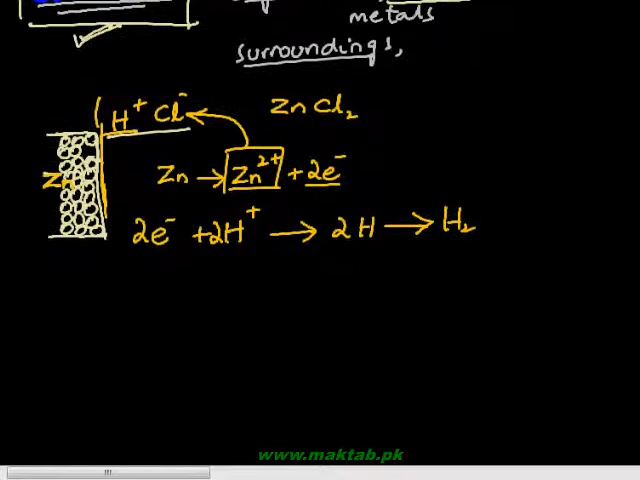 metals
surroundings,
H⁺ Cl⁻ ZnCl₂
Zn
Zn → Zn²⁺ + 2e⁻
2e⁻ + 2H⁺ → 2H → H₂
www.maktab.pk